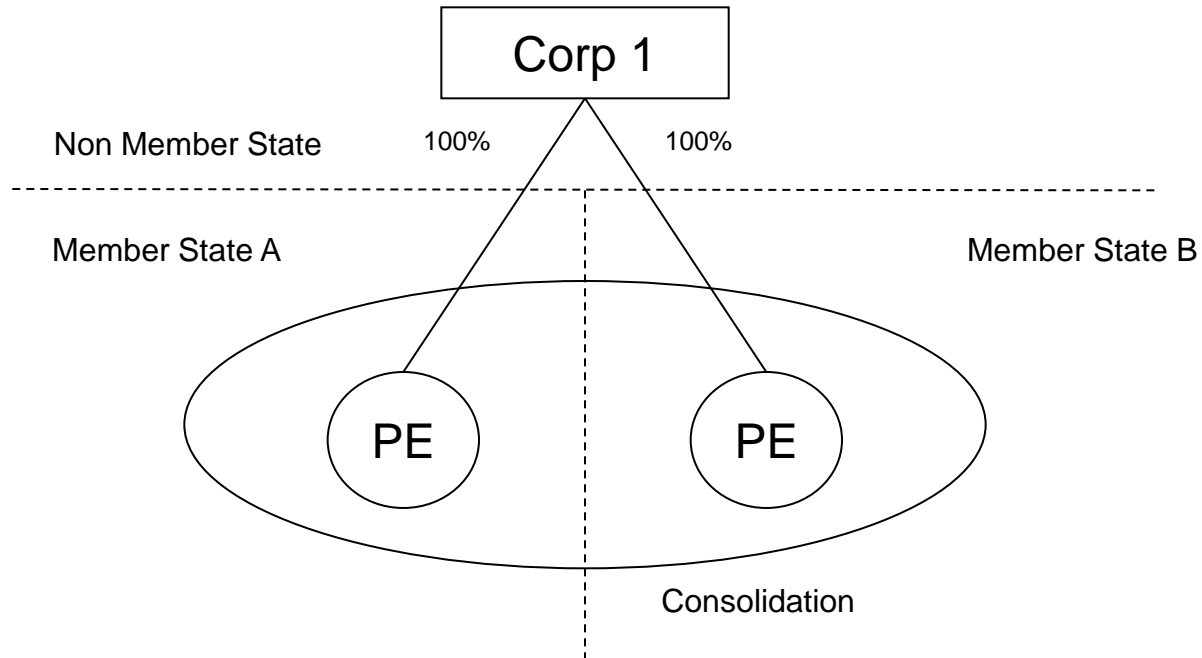 Corp 1
Non Member State
100%
100%
Member State A
Member State B
PE
PE
Consolidation